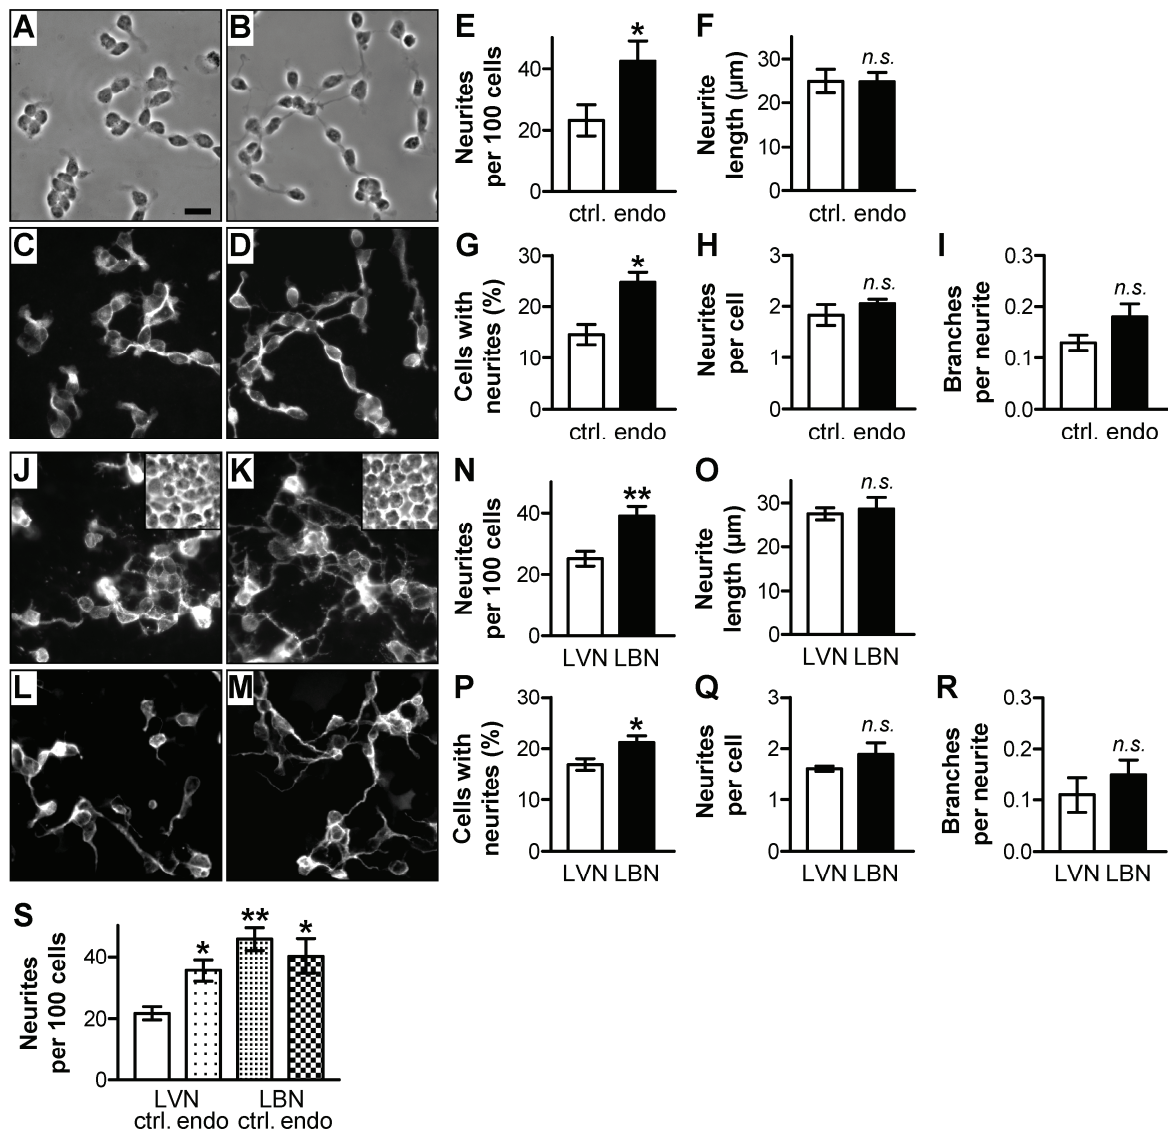 A
B
C
D
E
Neurites
per 100 cells
40
20
0
*
ctrl. endo
F
Neurite
length (µm)
30
20
10
0
n.s.
ctrl. endo
G
Cells with
neurites (%)
30
20
10
0
*
ctrl. endo
H
Neurites
per cell
3
2
1
0
n.s.
ctrl. endo
I
Branches
per neurite
0.3
0.2
0.1
0.0
n.s.
ctrl. endo
J
K
L
M
N
Neurites
per 100 cells
40
20
0
**
LVN LBN
O
Neurite
length (µm)
30
20
10
0
n.s.
LVN LBN
P
Cells with
neurites (%)
30
20
10
0
*
LVN LBN
Q
Neurites
per cell
3
2
1
0
n.s.
LVN LBN
R
Branches
per neurite
0.3
0.2
0.1
0.0
n.s.
LVN LBN
S
Neurites
per 100 cells
40
20
0
*
**
*
LVN LBN
ctrl. endo ctrl. endo